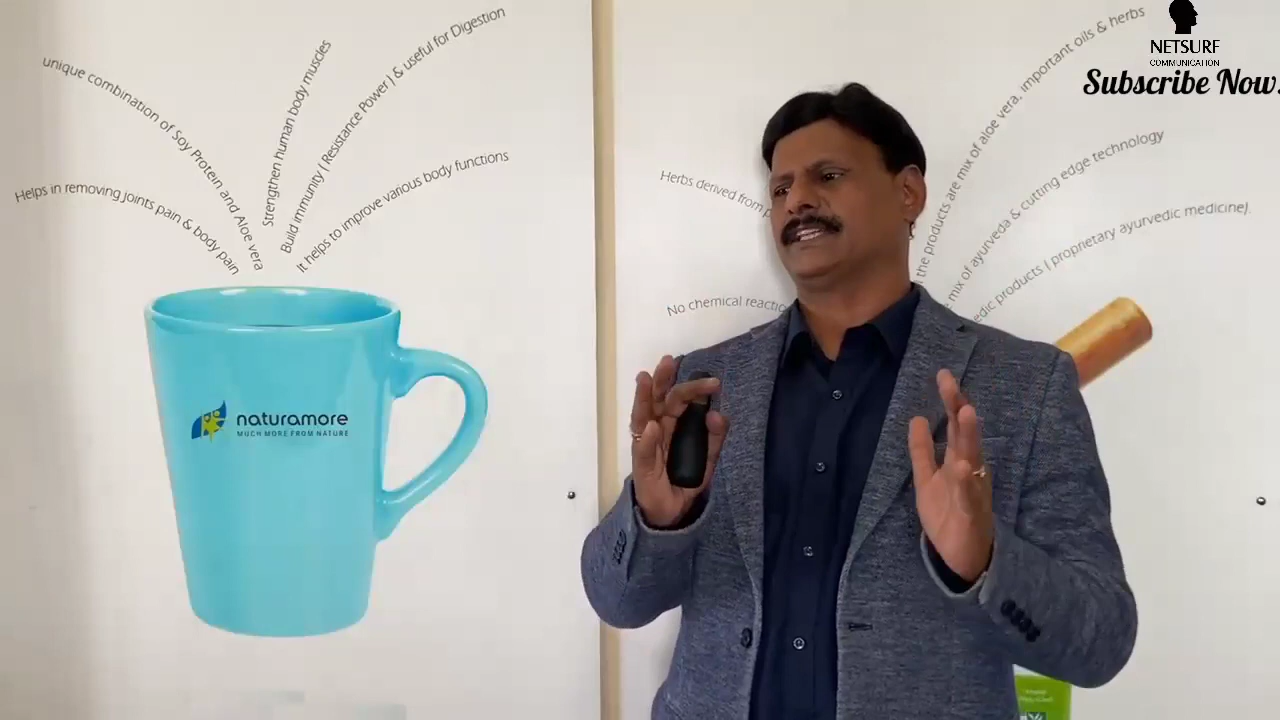 NETSURF
COMMUNICATION
Subscribe Now.
unique combination of Soy Protein and Aloe vera
Strengthen human body muscles
Build immunity ( Resistance Power ) & useful for Digestion
Helps in removing joints pain & body pain
It helps to improve various body functions
naturamore
MUCH MORE FROM NATURE
Herbs derived from
the products are mix of aloe vera, important oils & herbs
mix of ayurveda & cutting edge technology
products ( proprietary ayurvedic medicine).
No chemical